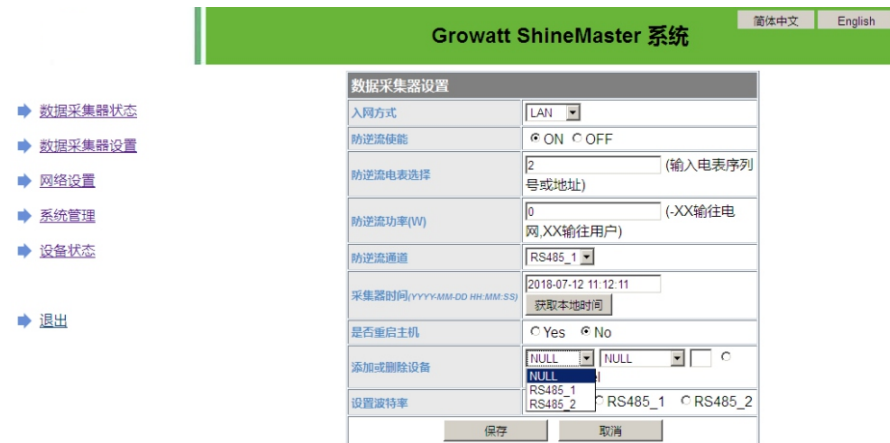 简体中文 English
Growatt ShineMaster 系统
数据采集器状态
数据采集器设置
网络设置
系统管理
设备状态
退出
数据采集器设置
入网方式 LAN
防逆流使能 ON OFF
防逆流电表选择 2 (输入电表序列
号或地址)
防逆流功率(W) 0 (-XX输往电
网,XX输往用户)
防逆流通道 RS485_1
采集器时间(YYYY-MM-DD HH:MM:SS) 2018-07-12 11:12:11
获取本地时间
是否重启主机 Yes No
添加或删除设备 NULL NULL
NULL
RS485_1
RS485_2
设置波特率 RS485_1 RS485_2
保存 取消